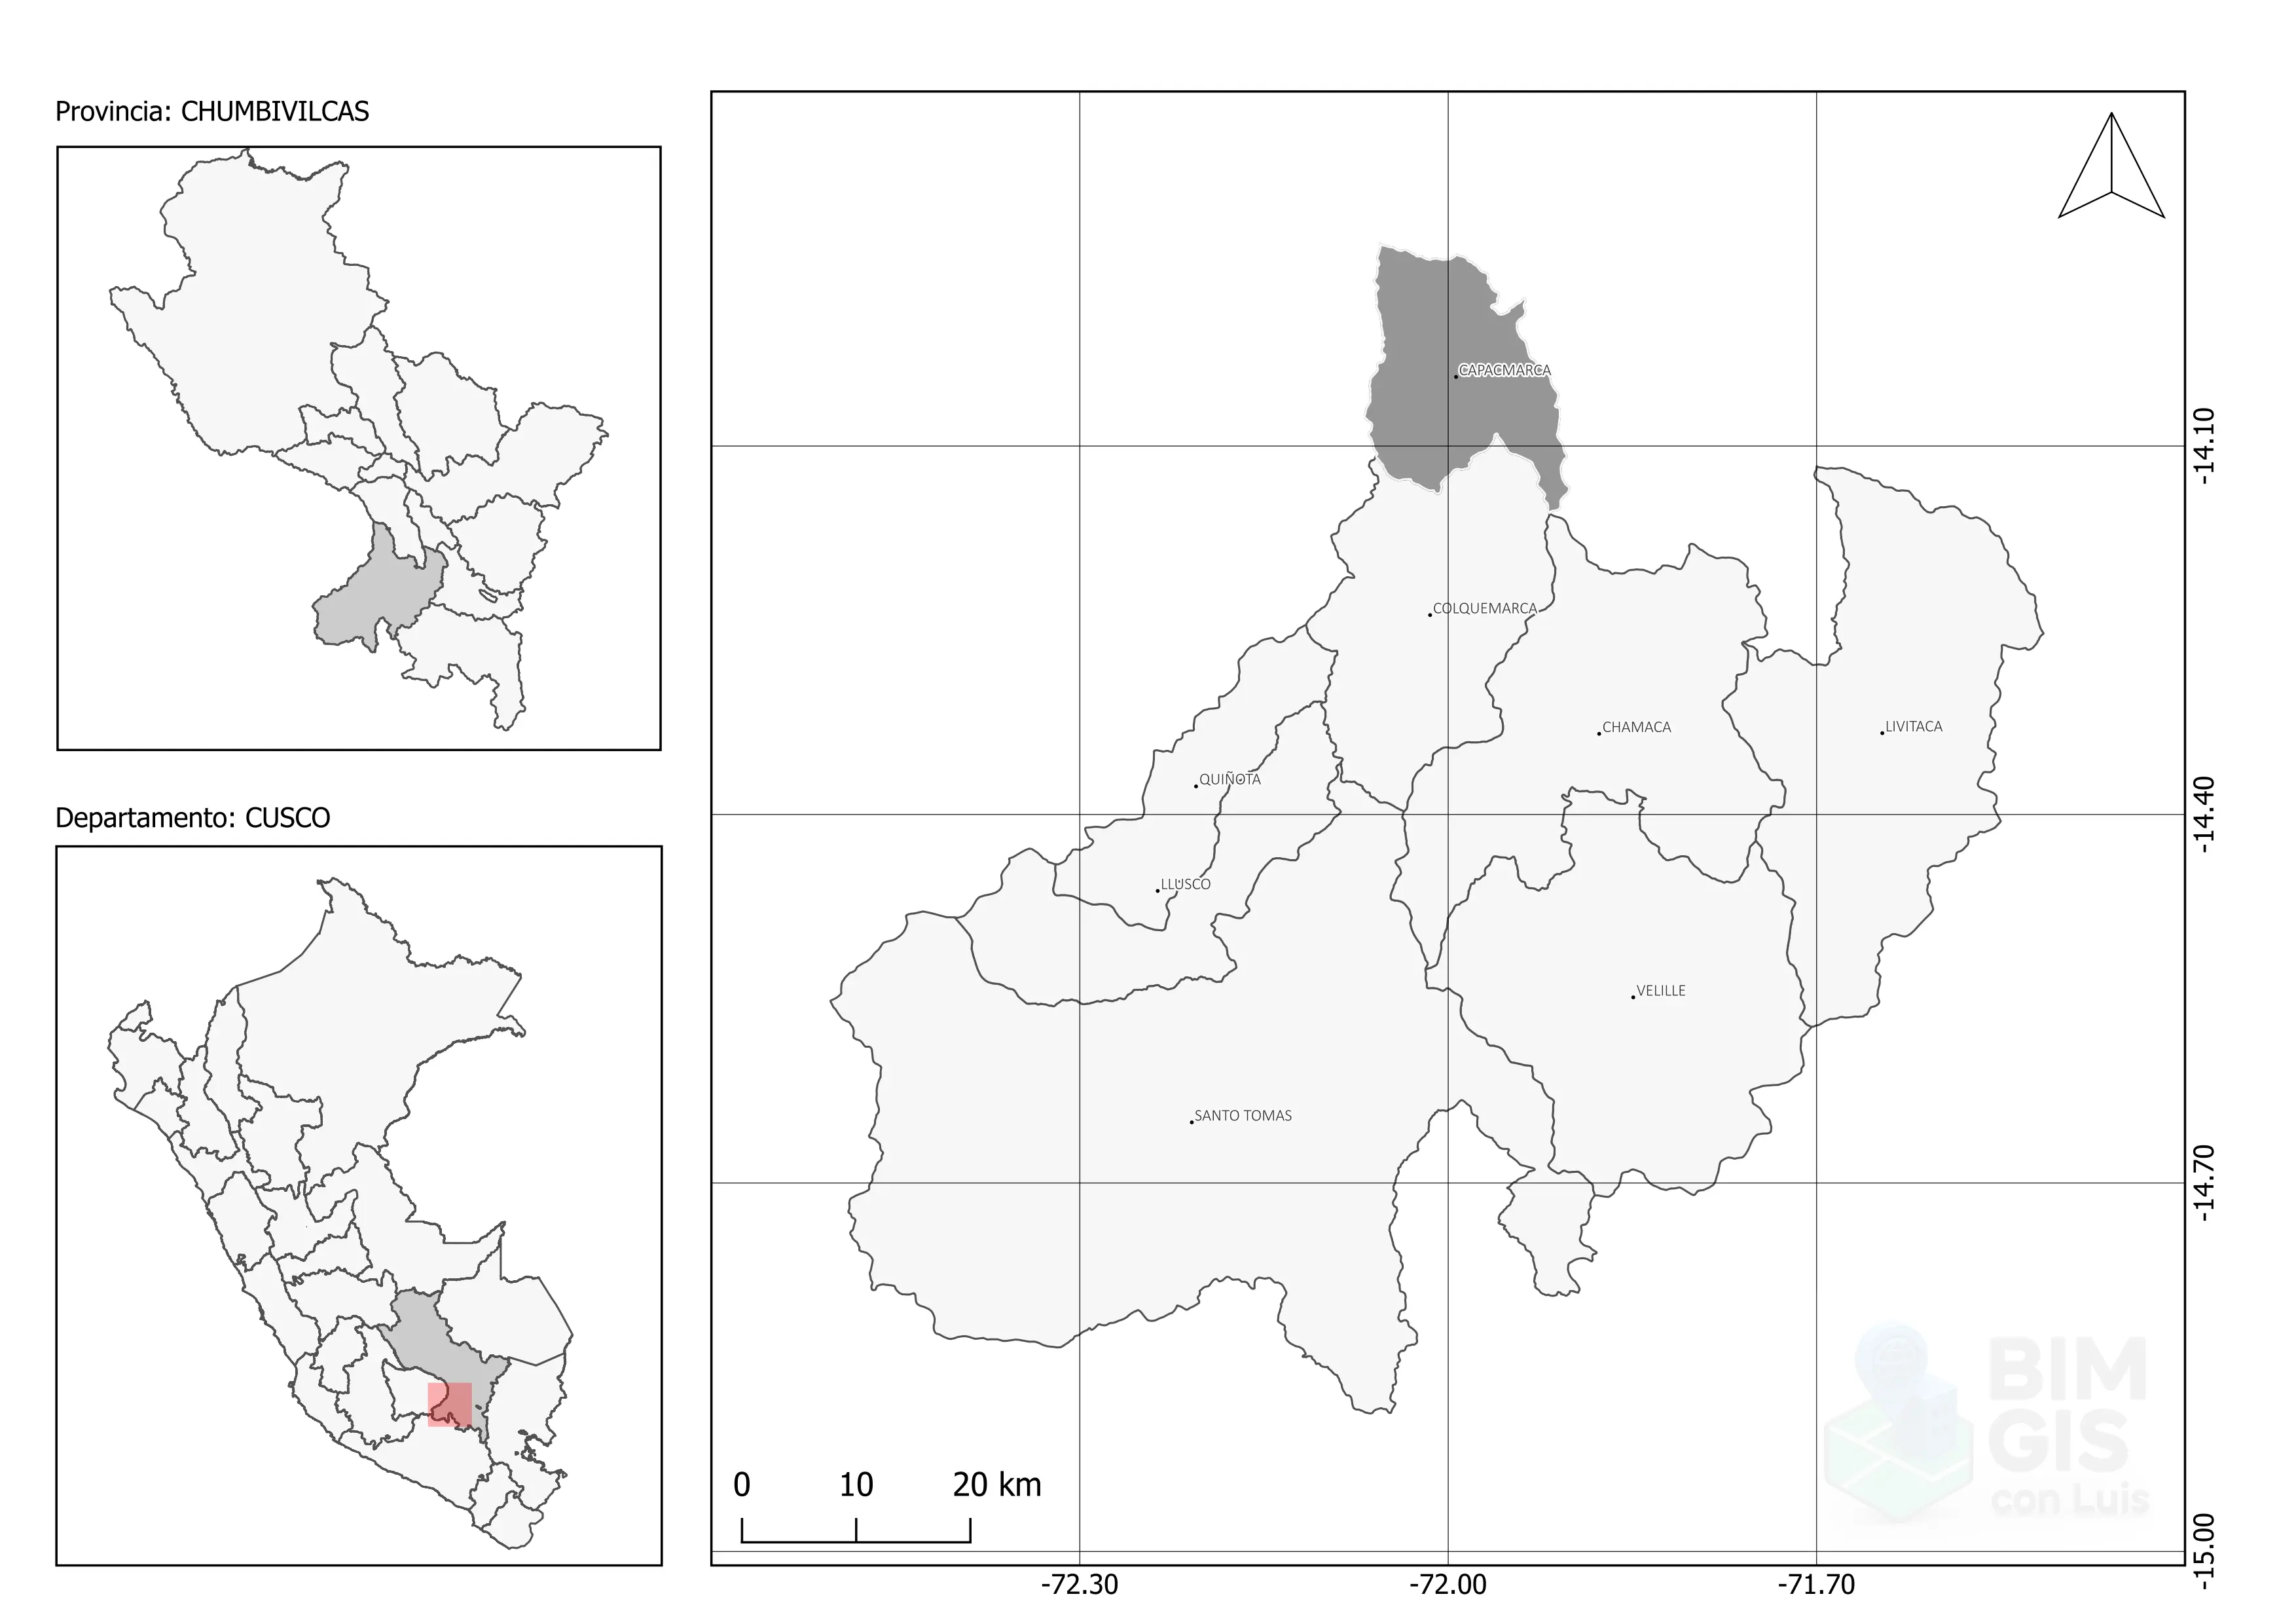 Provincia: CHUMBIVILCAS
Departamento: CUSCO
CAPACMARCA
COLQUEMARCA
CHAMACA
LIVITACA
QUIÑOTA
LLUSCO
VELILLE
SANTO TOMAS
0 10 20 km
-72.30 -72.00 -71.70
-14.10
-14.40
-14.70
-15.00
BIM
GIS
con Luis